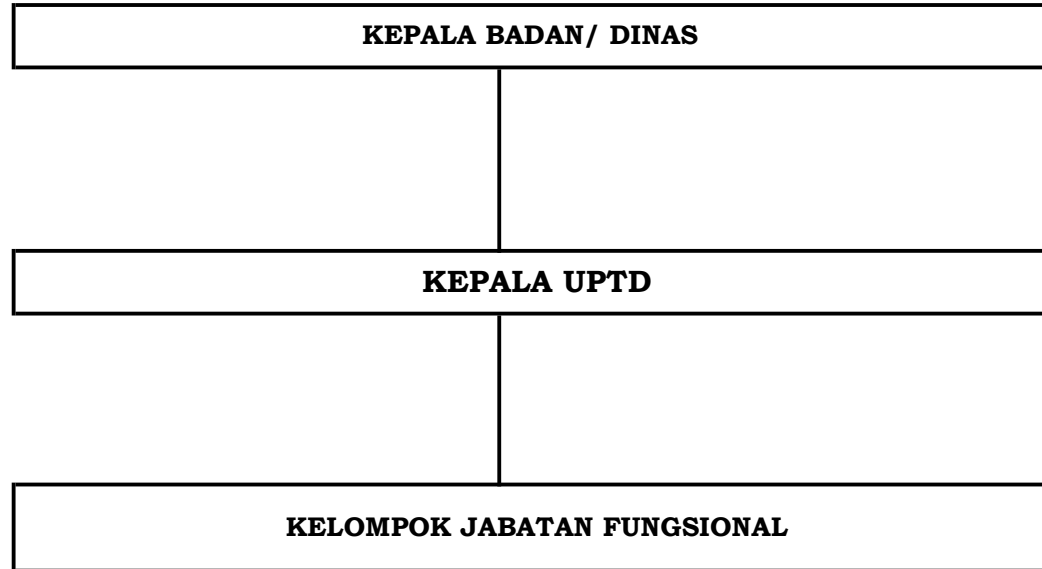 KEPALA BADAN/ DINAS
KEPALA UPTD
KELOMPOK JABATAN FUNGSIONAL